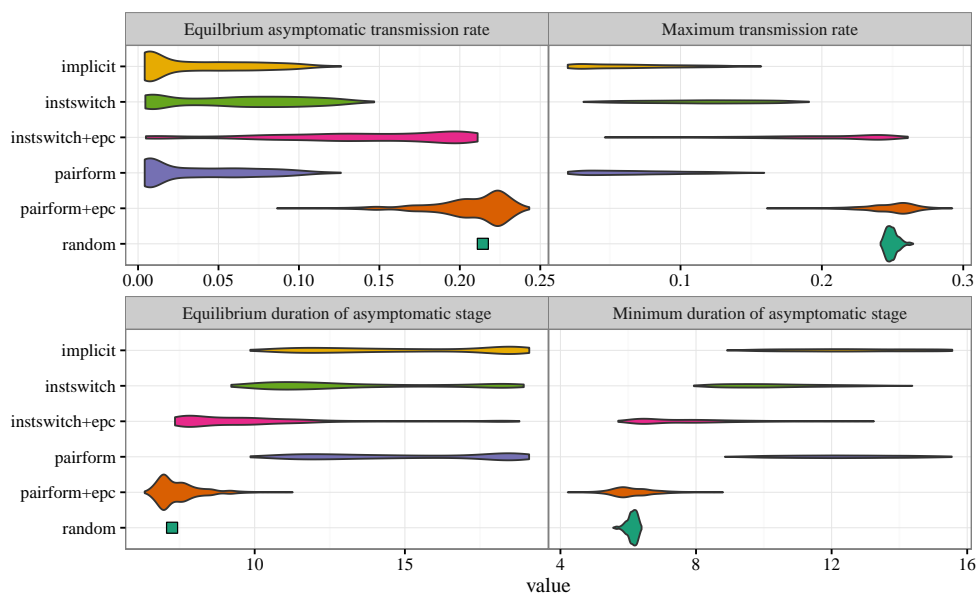 Equilbrium asymptomatic transmission rate
Maximum transmission rate
implicit
instswitch
instswitch+epc
pairform
pairform+epc
random
0.00 0.05 0.10 0.15 0.20 0.25
0.1 0.2 0.3
Equilibrium duration of asymptomatic stage
Minimum duration of asymptomatic stage
implicit
instswitch
instswitch+epc
pairform
pairform+epc
random
10 15
4 8 12 16
value